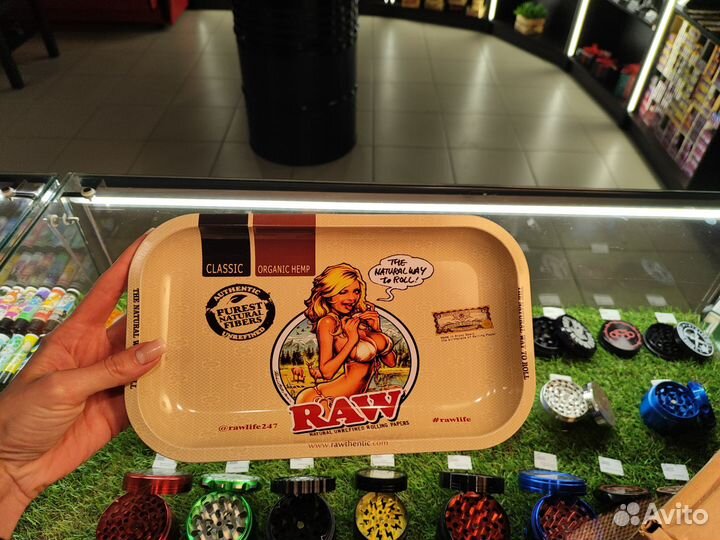 CLASSIC
ORGANIC HEMP
AUTHENTIC
PUREST
NATURAL
FIBERS
UNREFINED
THE
NATURAL WAY
TO ROLL!
THE NATURAL WAY TO ROLL
RAW
NATURAL UNREFINED ROLLING PAPERS
@rawlife247
#rawlife
www.rawthentic.com
Avito